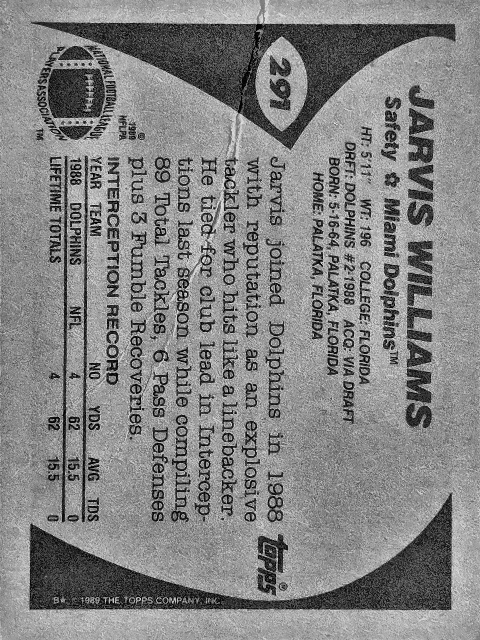 291
JARVIS WILLIAMS
Safety Miami Dolphins™
HT: 5'11" WT: 196 COLLEGE: FLORIDA
DRFT: DOLPHINS #2-1988 ACQ: VIA DRAFT
BORN: 5-16-64, PALATKA, FLORIDA
HOME: PALATKA, FLORIDA
Jarvis joined Dolphins in 1988
with reputation as an explosive
tackler who hits like a linebacker.
He tied for club lead in Intercep-
tions last season while compiling
89 Total Tackles, 6 Pass Defenses
plus 3 Fumble Recoveries.
topps®
INTERCEPTION RECORD
YEAR TEAM NO YDS AVG TDS
1988 DOLPHINS NFL 4 62 15.5 0
LIFETIME TOTALS 4 62 15.5 0
NATIONAL FOOTBALL LEAGUE
PLAYERS ASSOCIATION
™
©
1989
NFLPA
B★ © 1989 THE TOPPS COMPANY, INC.